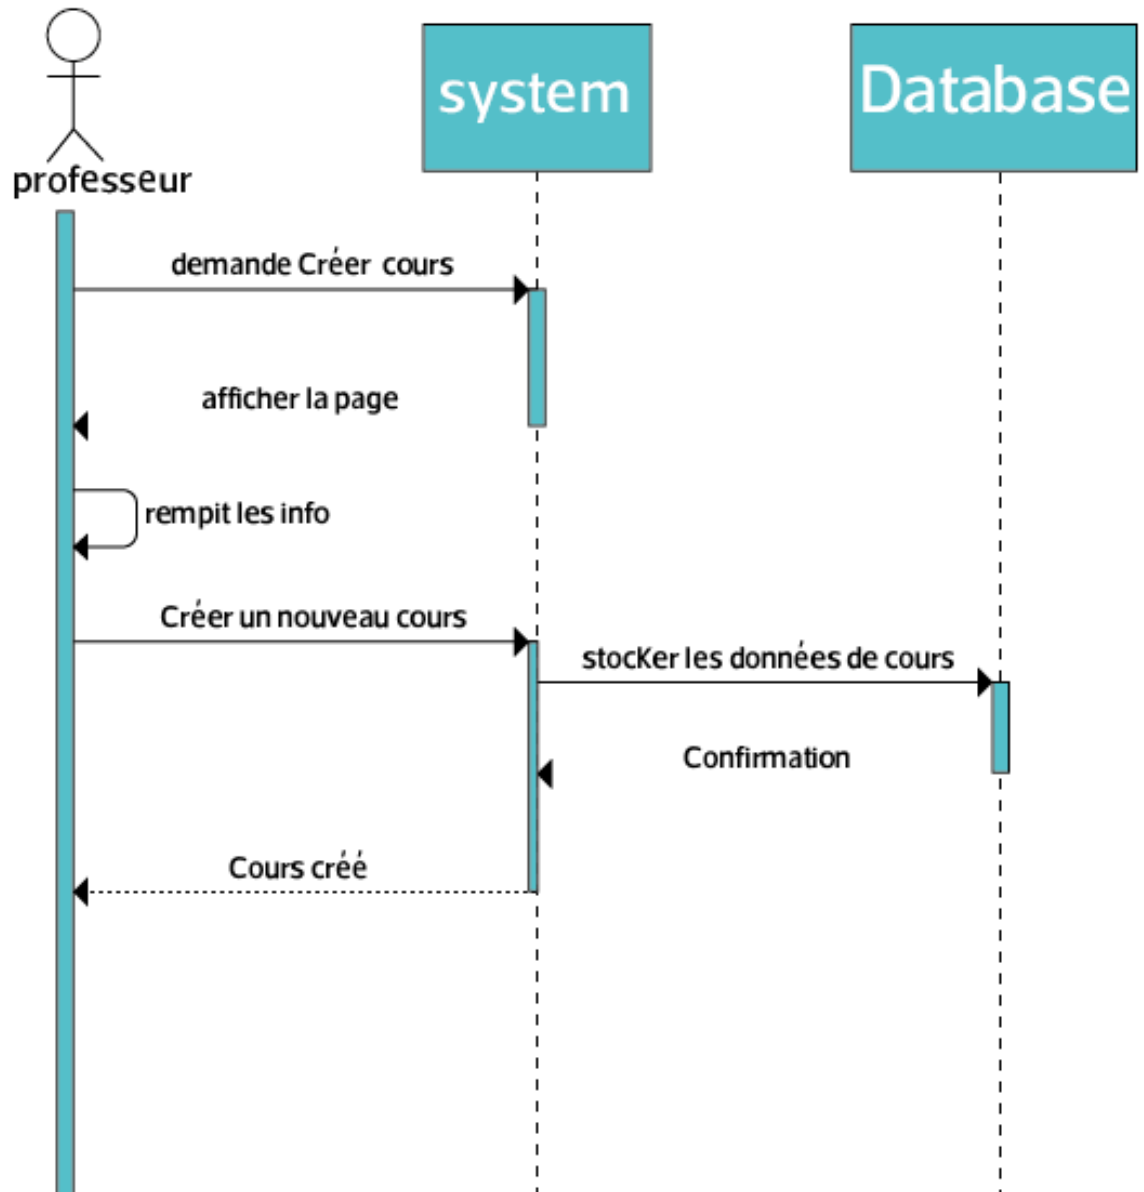 system
Database
professeur
demande Créer cours
afficher la page
rempit les info
Créer un nouveau cours
stocKer les données de cours
Confirmation
Cours créé